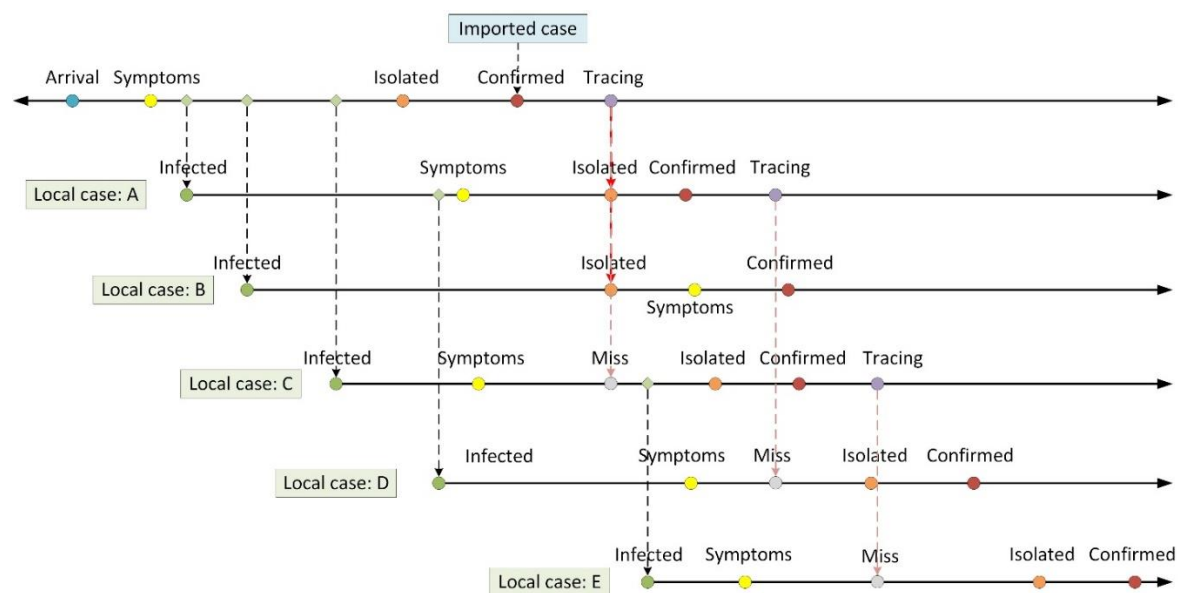 Imported case
Arrival Symptoms Isolated Confirmed Tracing
Infected Symptoms Isolated Confirmed Tracing
Local case: A
Infected Isolated Confirmed
Local case: B
Symptoms
Infected Symptoms Miss Isolated Confirmed Tracing
Local case: C
Infected Symptoms Miss Isolated Confirmed
Local case: D
Infected Symptoms Miss Isolated Confirmed
Local case: E